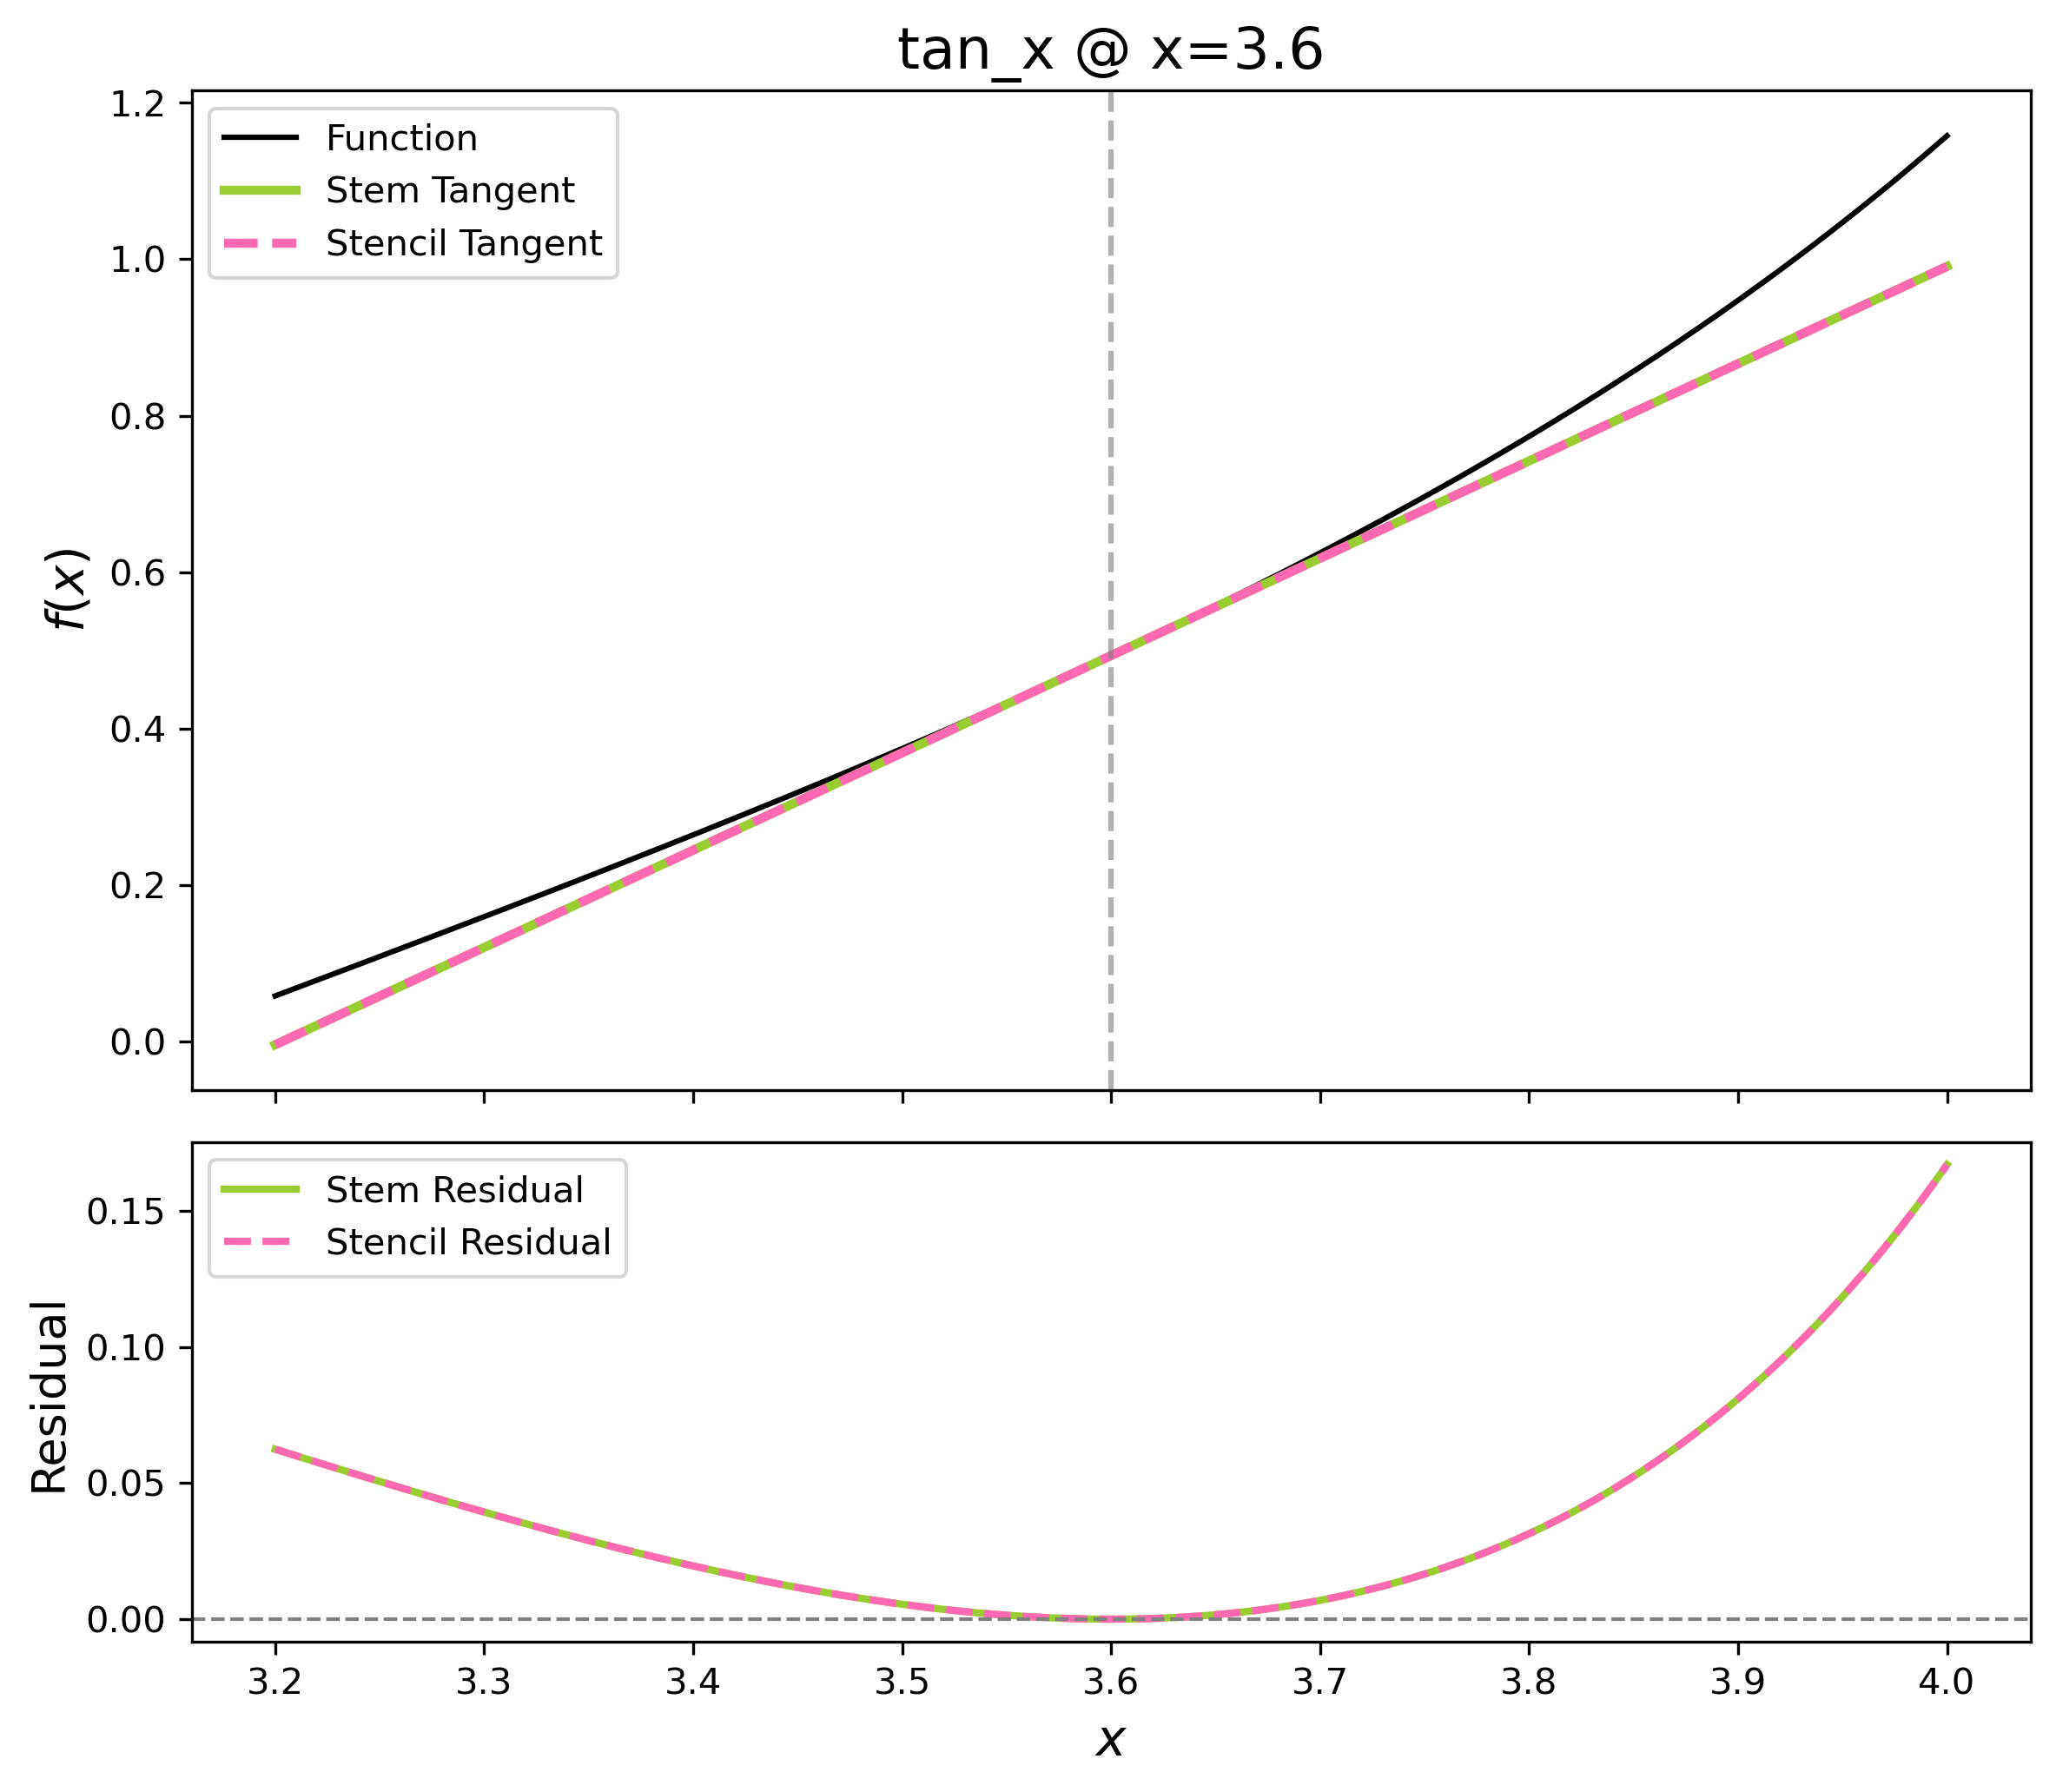 tan_x @ x=3.6
1.2
1.0
0.8
0.6
0.4
0.2
0.0
f(x)
Function
Stem Tangent
Stencil Tangent
0.15
0.10
0.05
0.00
Residual
Stem Residual
Stencil Residual
3.2 3.3 3.4 3.5 3.6 3.7 3.8 3.9 4.0
x